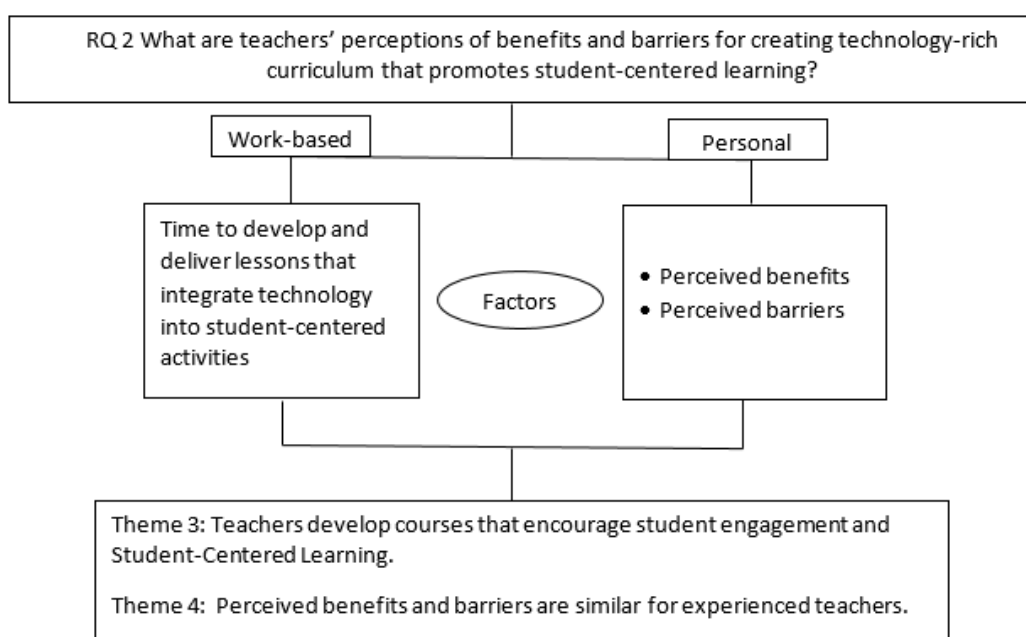 RQ 2 What are teachers’ perceptions of benefits and barriers for creating technology-rich
curriculum that promotes student-centered learning?
Work-based
Personal
Time to develop and
deliver lessons that
integrate technology
into student-centered
activities
Factors
• Perceived benefits
• Perceived barriers
Theme 3: Teachers develop courses that encourage student engagement and
Student-Centered Learning.
Theme 4:  Perceived benefits and barriers are similar for experienced teachers.